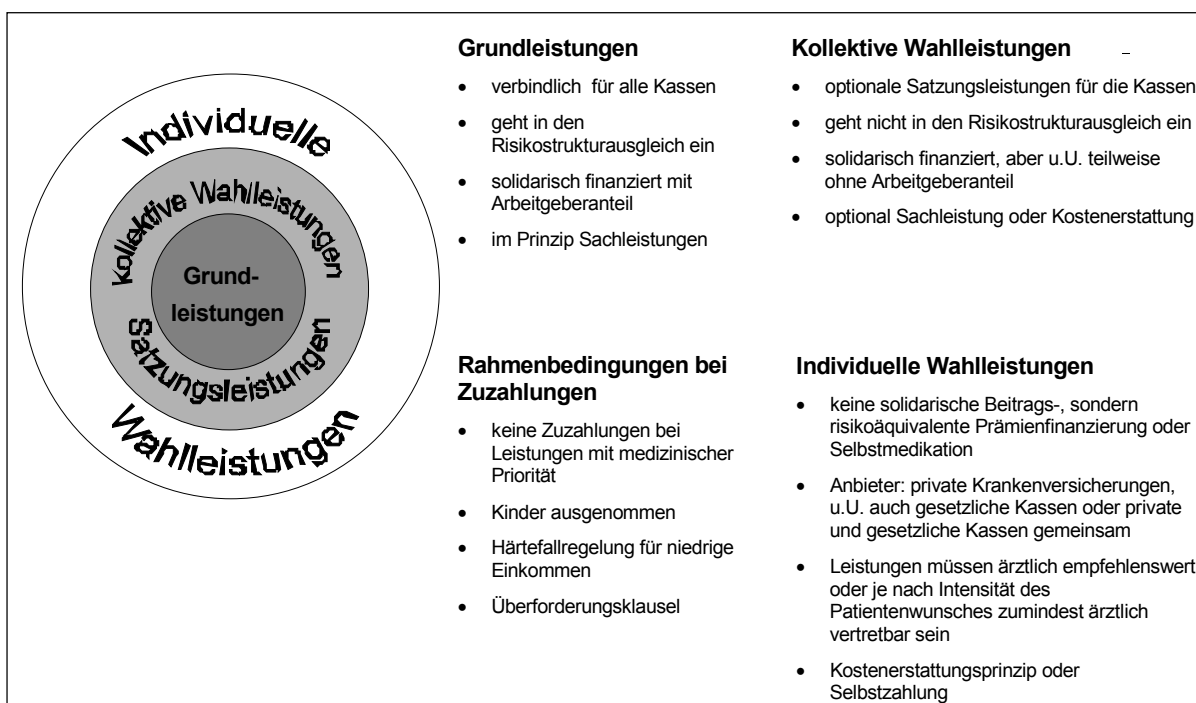 Individuelle
Kollektive Wahlleistungen
Grund-
leistungen
Satzungsleistungen
Wahlleistungen
Grundleistungen
• verbindlich für alle Kassen
• geht in den
Risikostrukturausgleich ein
• solidarisch finanziert mit
Arbeitgeberanteil
• im Prinzip Sachleistungen
Kollektive Wahlleistungen –
• optionale Satzungsleistungen für die Kassen
• geht nicht in den Risikostrukturausgleich ein
• solidarisch finanziert, aber u.U. teilweise
ohne Arbeitgeberanteil
• optional Sachleistung oder Kostenerstattung
Rahmenbedingungen bei
Zuzahlungen
• keine Zuzahlungen bei
Leistungen mit medizinischer
Priorität
• Kinder ausgenommen
• Härtefallregelung für niedrige
Einkommen
• Überforderungsklausel
Individuelle Wahlleistungen
• keine solidarische Beitrags-, sondern
risikoäquivalente Prämienfinanzierung oder
Selbstmedikation
• Anbieter: private Krankenversicherungen,
u.U. auch gesetzliche Kassen oder private
und gesetzliche Kassen gemeinsam
• Leistungen müssen ärztlich empfehlenswert
oder je nach Intensität des
Patientenwunsches zumindest ärztlich
vertretbar sein
• Kostenerstattungsprinzip oder
Selbstzahlung